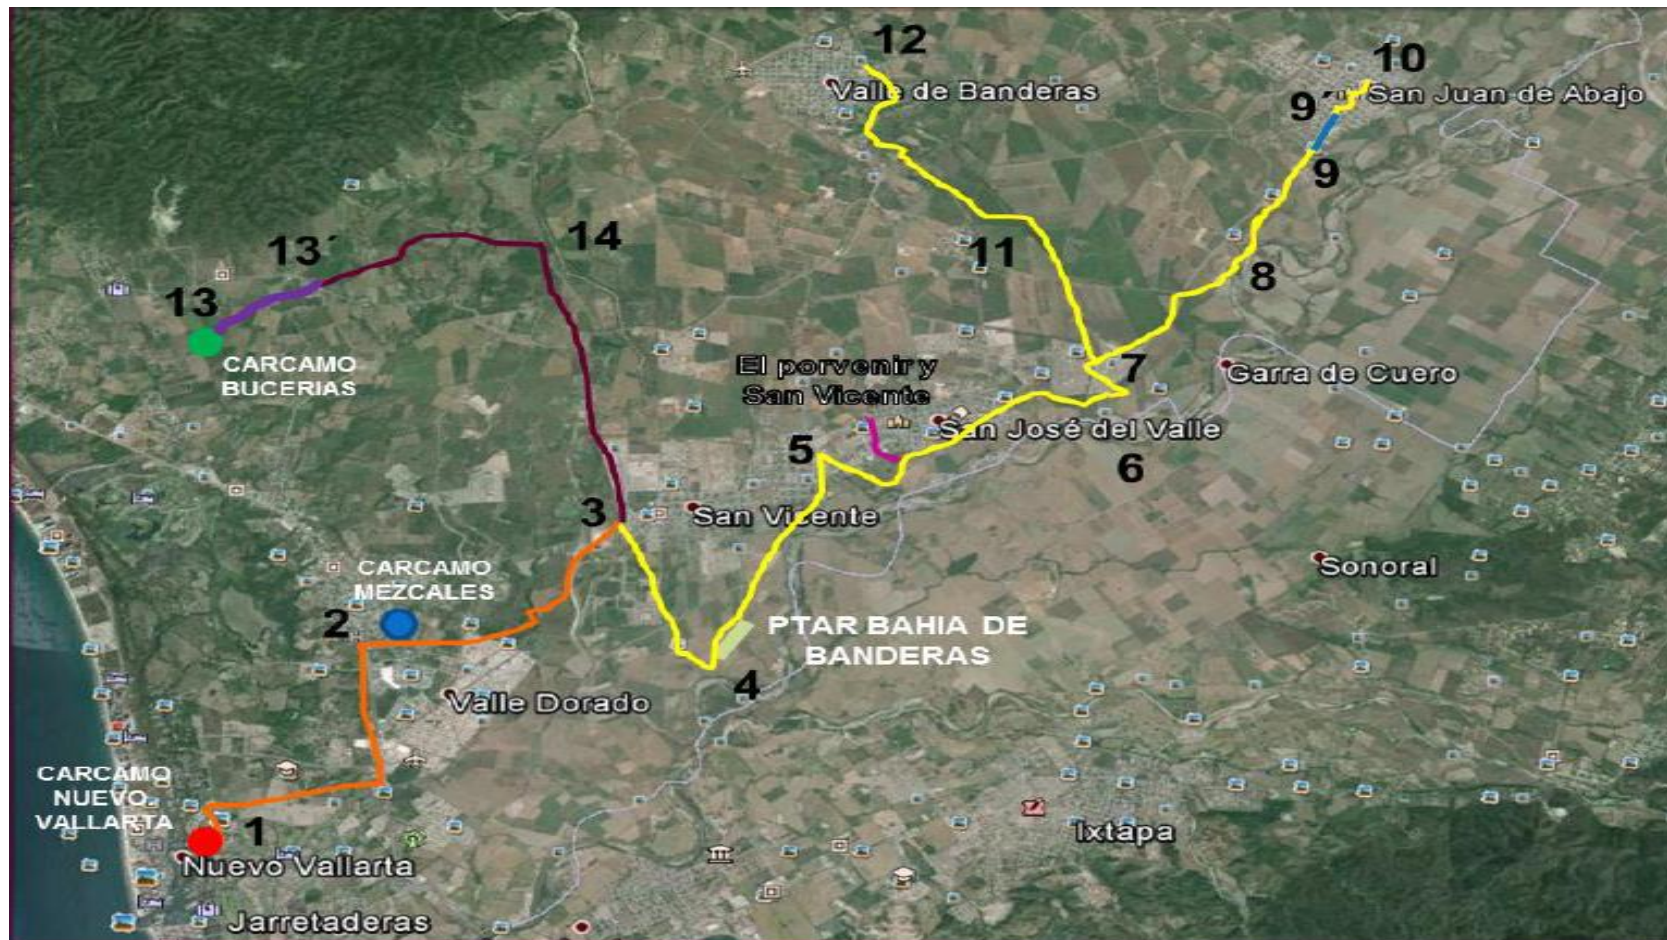 12
10
Valle de Banderas
San Juan de Abajo
9´
9
13´
14
11
8
13
CARCAMO
BUCERIAS
El porvenir y
San Vicente
7
Garra de Cuero
San José del Valle
5
6
3
San Vicente
CARCAMO
MEZCALES
Sonoral
2
PTAR BAHIA DE
BANDERAS
4
Valle Dorado
CARCAMO
NUEVO
VALLARTA
1
Ixtapa
Nuevo Vallarta
Jarretaderas